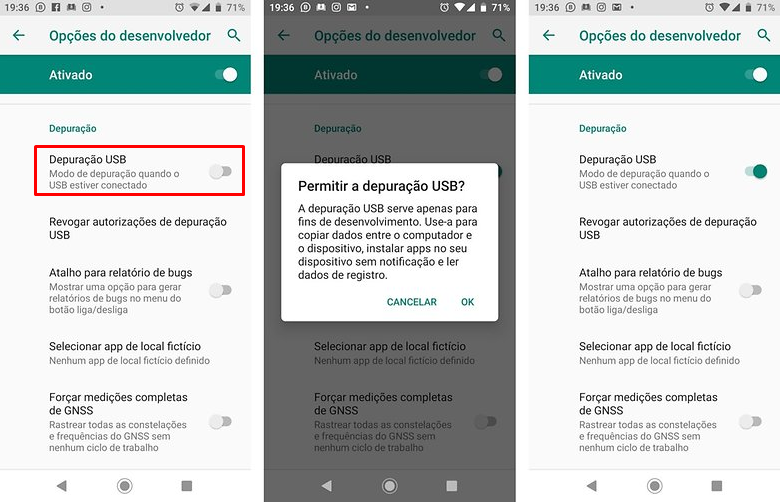 19:36
71%
Opções do desenvolvedor
Ativado
Depuração
Depuração USB
Modo de depuração quando o
USB estiver conectado
Revogar autorizações de depuração
USB
Atalho para relatório de bugs
Mostrar uma opção para gerar
relatórios de bugs no menu do
botão liga/desliga
Selecionar app de local fictício
Nenhum app de local fictício definido
Forçar medições completas
de GNSS
Rastrear todas as constelações
e frequências do GNSS sem
nenhum ciclo de trabalho
19:36
71%
Opções do desenvolvedor
Ativado
Depuração
Depuração USB
Permitir a depuração USB?
A depuração USB serve apenas para
fins de desenvolvimento. Use-a para
copiar dados entre o computador e
o dispositivo, instalar apps no seu
dispositivo sem notificação e ler
dados de registro.
CANCELAR OK
Selecionar app de local fictício
Nenhum app de local fictício definido
Forçar medições completas
de GNSS
Rastrear todas as constelações
e frequências do GNSS sem
nenhum ciclo de trabalho
19:36
71%
Opções do desenvolvedor
Ativado
Depuração
Depuração USB
Modo de depuração quando o
USB estiver conectado
Revogar autorizações de depuração
USB
Atalho para relatório de bugs
Mostrar uma opção para gerar
relatórios de bugs no menu do
botão liga/desliga
Selecionar app de local fictício
Nenhum app de local fictício definido
Forçar medições completas
de GNSS
Rastrear todas as constelações
e frequências do GNSS sem
nenhum ciclo de trabalho